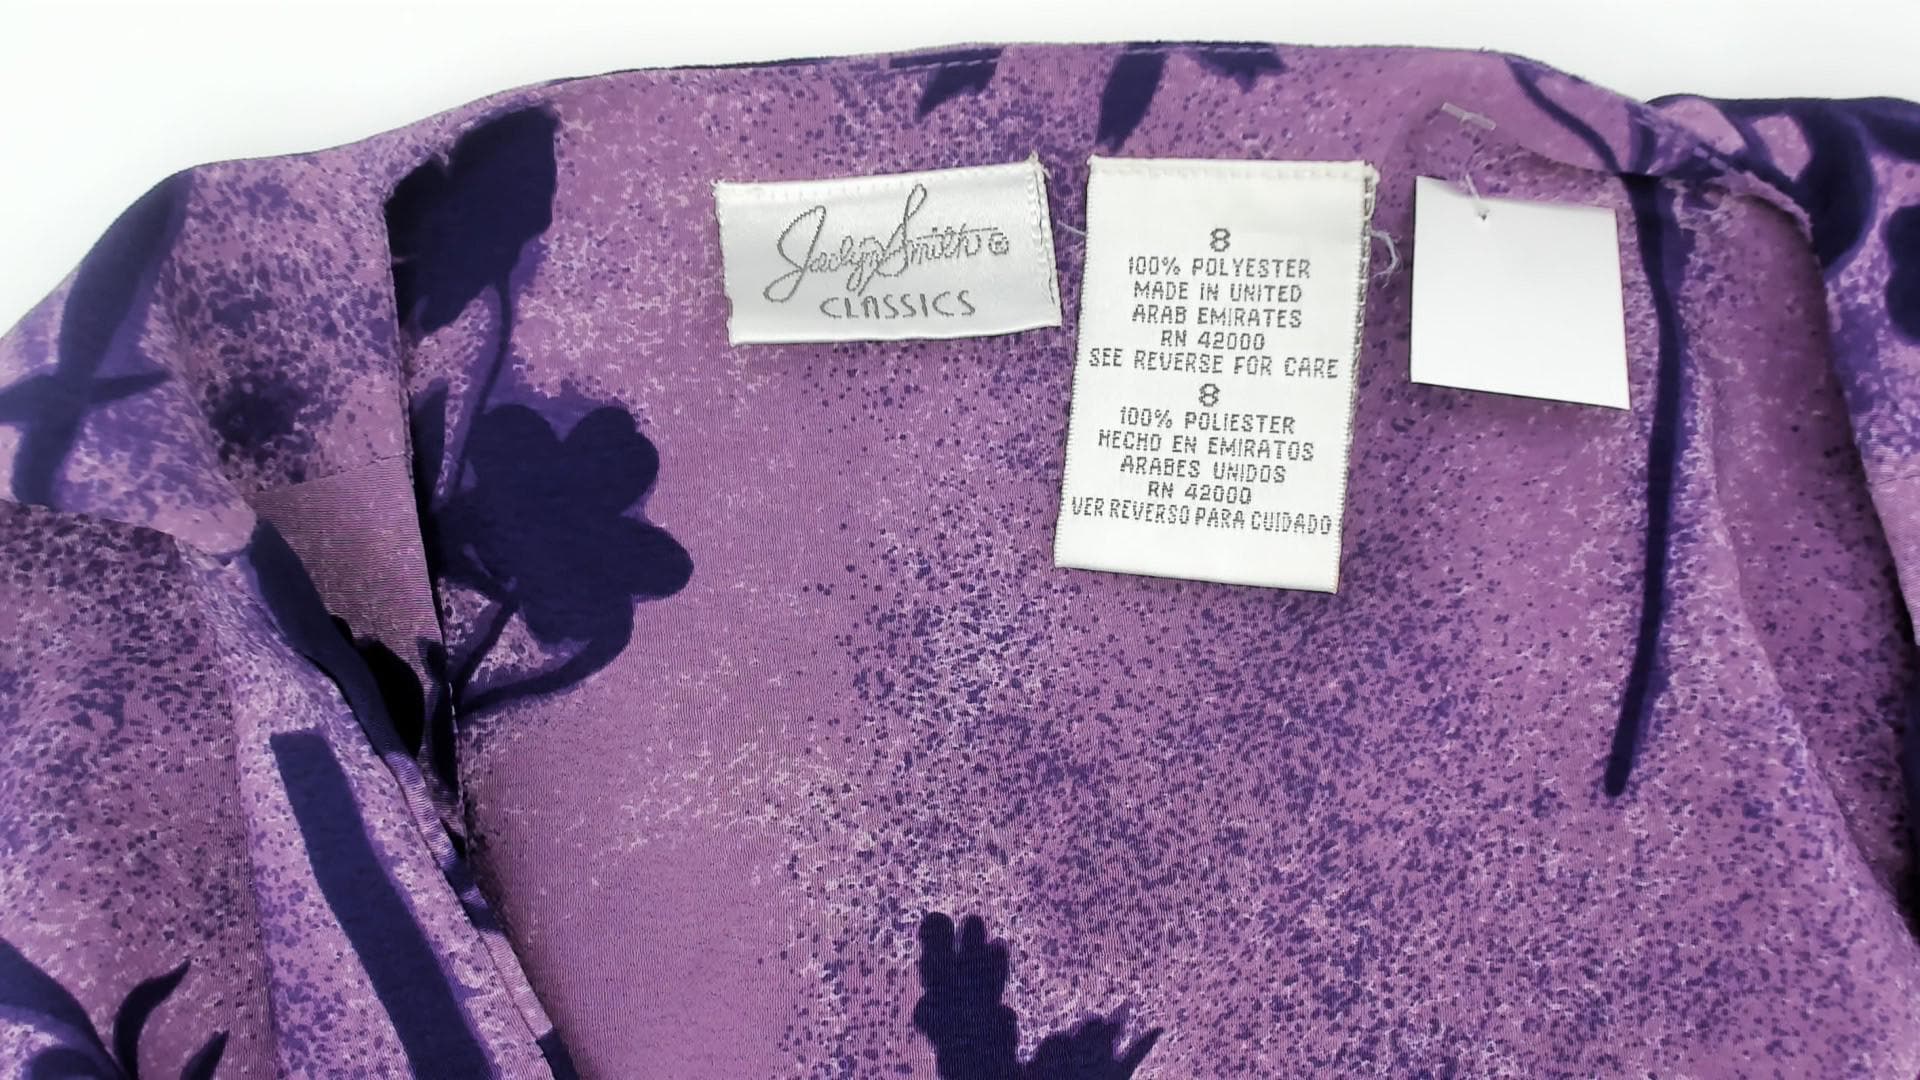 Jaclyn Smith®
CLASSICS
8
100% POLYESTER
MADE IN UNITED
ARAB EMIRATES
RN 42000
SEE REVERSE FOR CARE
8
100% POLIESTER
HECHO EN EMIRATOS
ARABES UNIDOS
RN 42000
VER REVERSO PARA CUIDADO